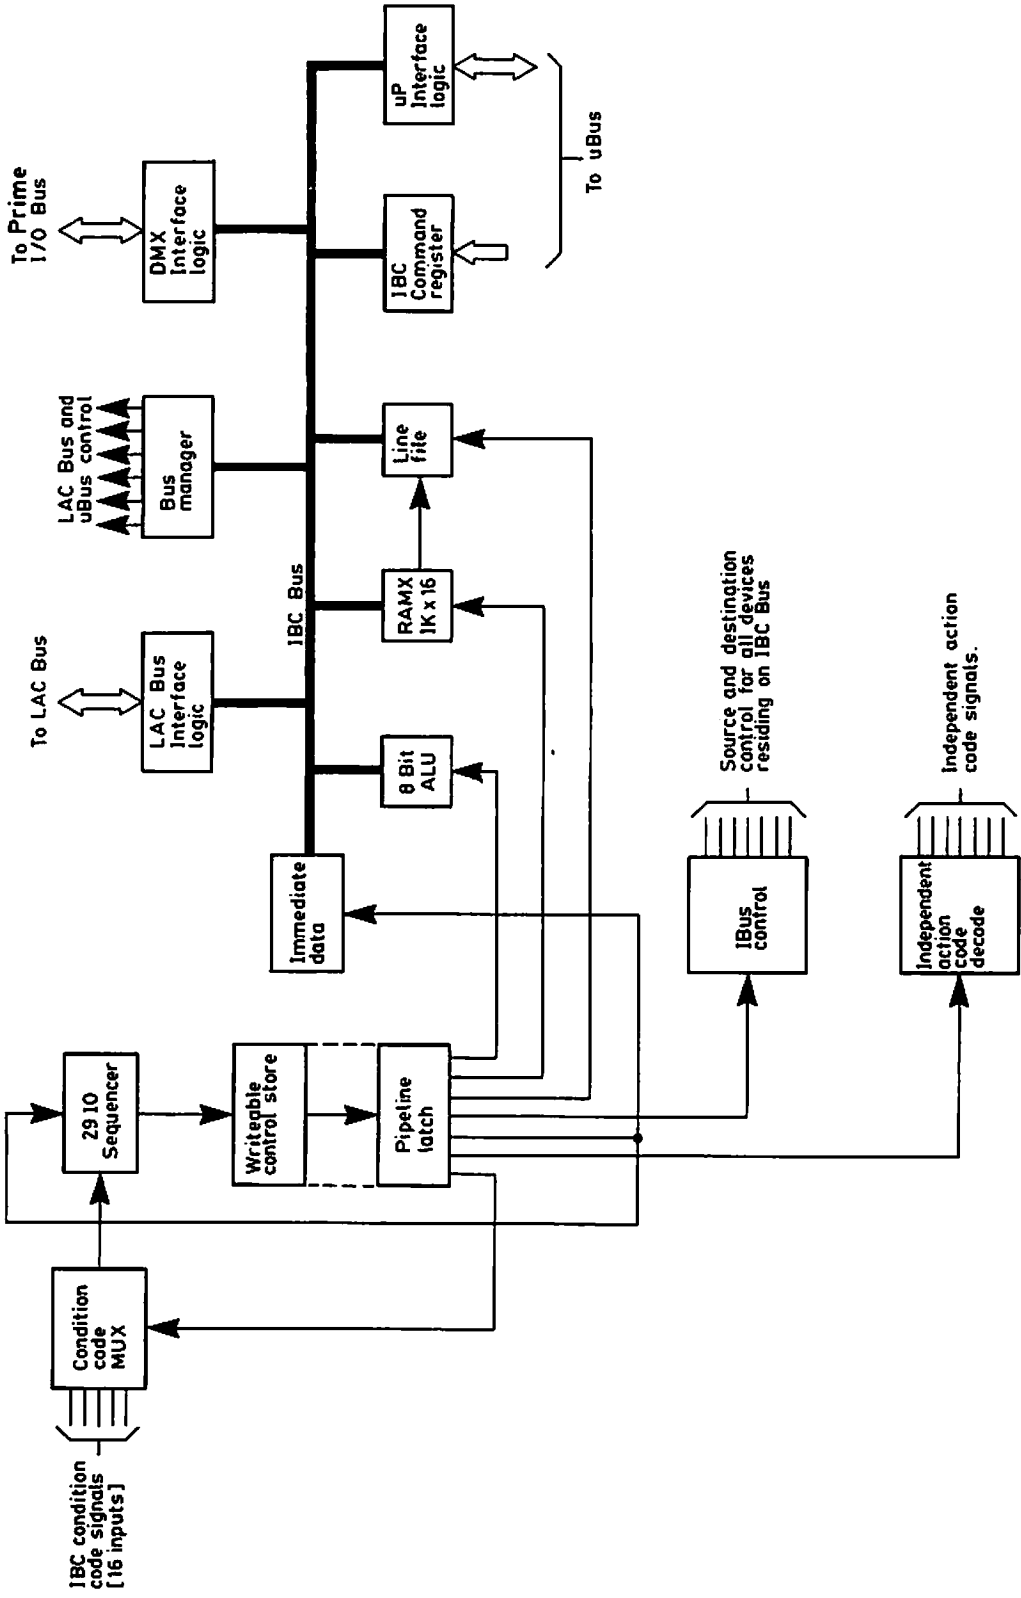 IBC condition
code signals
[16 inputs]
Condition
code
MUX
2910
Sequencer
Writeable
control store
Pipeline
latch
Immediate
data
To LAC Bus
LAC Bus
Interface
logic
LAC Bus and
uBus control
Bus
manager
To Prime
I/O Bus
DMX
Interface
logic
IBC Bus
8 Bit
ALU
RAMX
1K x 16
Line
file
IBC
Command
register
uP
Interface
logic
To uBus
IBus
control
Source and destination
control for all devices
residing on IBC Bus
Independent
action
code
decode
Independent action
code signals.